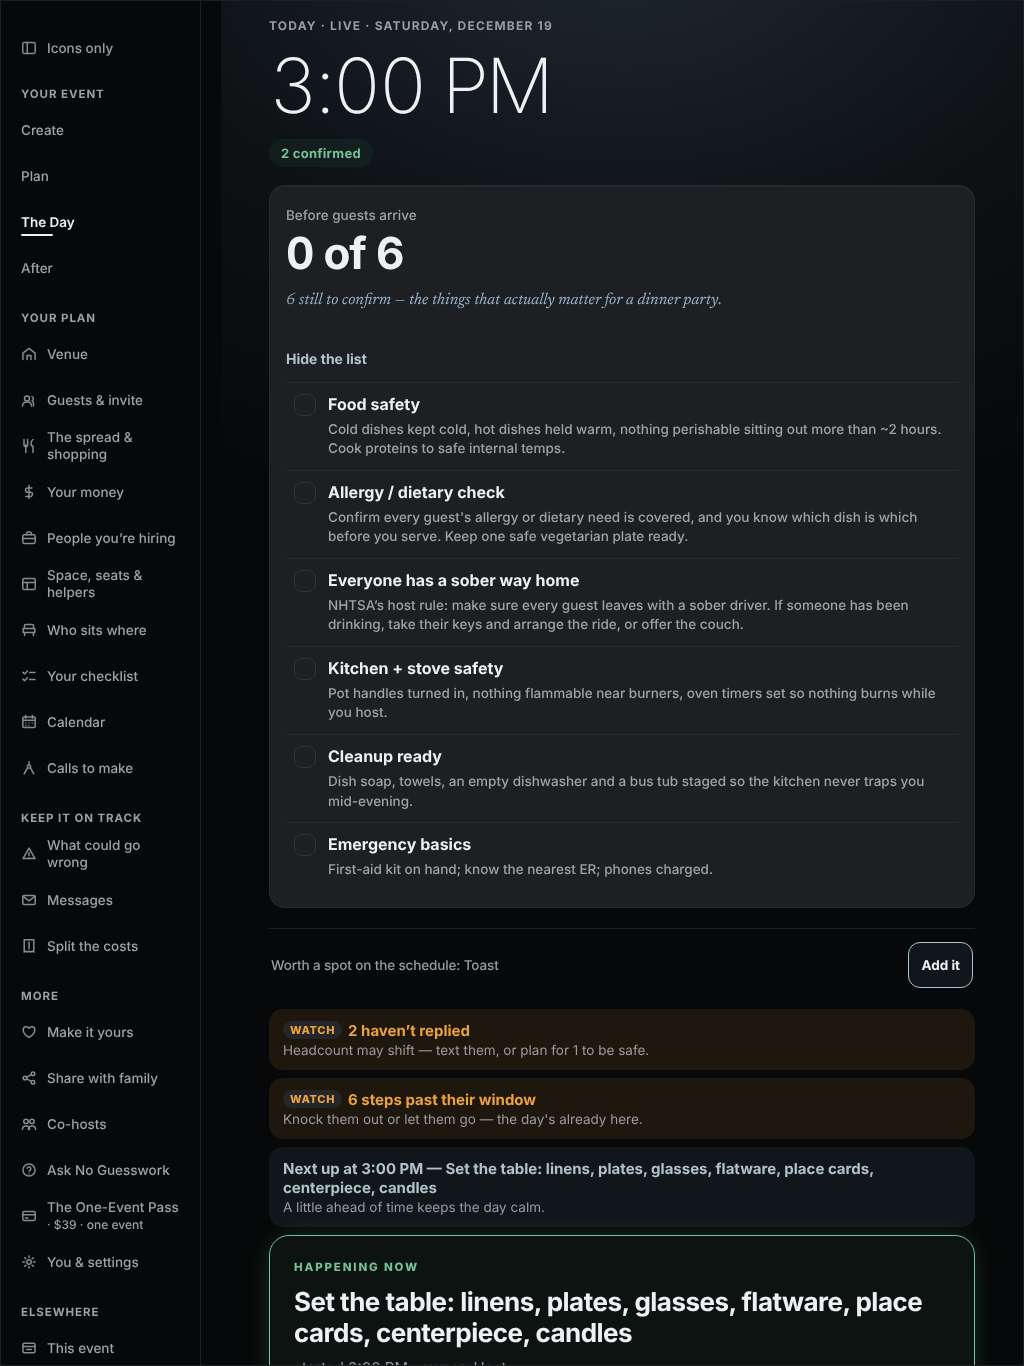 Icons only
YOUR EVENT
Create
Plan
The Day
After
YOUR PLAN
Venue
Guests & invite
The spread &
shopping
Your money
People you’re hiring
Space, seats &
helpers
Who sits where
Your checklist
Calendar
Calls to make
KEEP IT ON TRACK
What could go
wrong
Messages
Split the costs
MORE
Make it yours
Share with family
Co-hosts
Ask No Guesswork
The One-Event Pass
· $39 · one event
You & settings
ELSEWHERE
This event
TODAY · LIVE · SATURDAY, DECEMBER 19
3:00 PM
2 confirmed
Before guests arrive
0 of 6
6 still to confirm — the things that actually matter for a dinner party.
Hide the list
Food safety
Cold dishes kept cold, hot dishes held warm, nothing perishable sitting out more than ~2 hours.
Cook proteins to safe internal temps.
Allergy / dietary check
Confirm every guest's allergy or dietary need is covered, and you know which dish is which
before you serve. Keep one safe vegetarian plate ready.
Everyone has a sober way home
NHTSA’s host rule: make sure every guest leaves with a sober driver. If someone has been
drinking, take their keys and arrange the ride, or offer the couch.
Kitchen + stove safety
Pot handles turned in, nothing flammable near burners, oven timers set so nothing burns while
you host.
Cleanup ready
Dish soap, towels, an empty dishwasher and a bus tub staged so the kitchen never traps you
mid-evening.
Emergency basics
First-aid kit on hand; know the nearest ER; phones charged.
Worth a spot on the schedule: Toast
Add it
WATCH 2 haven’t replied
Headcount may shift — text them, or plan for 1 to be safe.
WATCH 6 steps past their window
Knock them out or let them go — the day's already here.
Next up at 3:00 PM — Set the table: linens, plates, glasses, flatware, place cards,
centerpiece, candles
A little ahead of time keeps the day calm.
HAPPENING NOW
Set the table: linens, plates, glasses, flatware, place
cards, centerpiece, candles